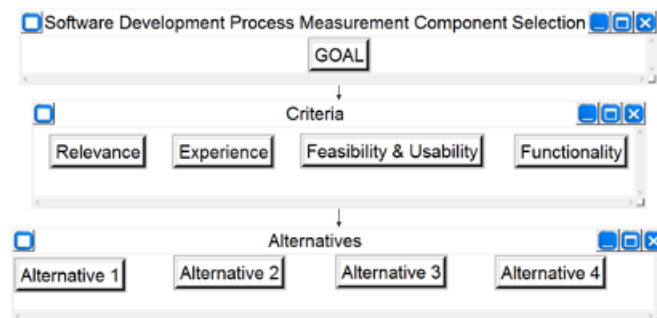 Software Development Process Measurement Component Selection
GOAL
Criteria
Relevance Experience Feasibility & Usability Functionality
Alternatives
Alternative 1 Alternative 2 Alternative 3 Alternative 4